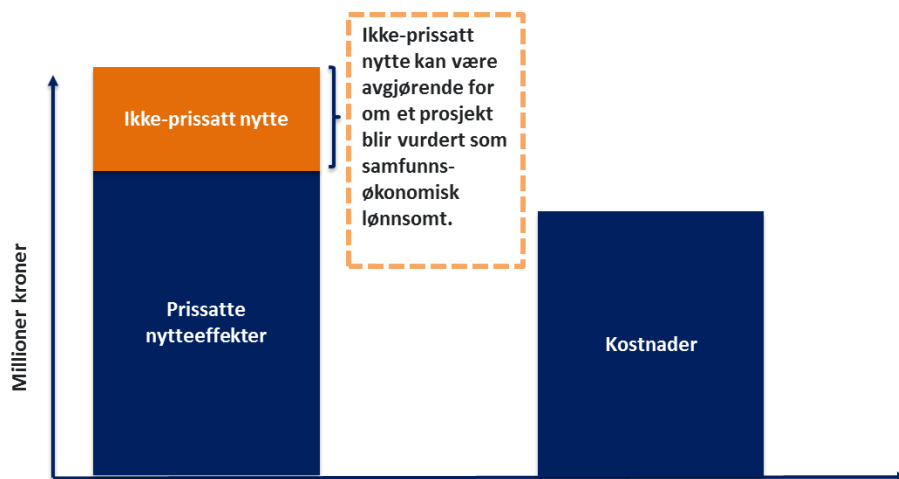 Ikke-prissatt
nytte kan være
avgjørende for
om et prosjekt
blir vurdert som
samfunns-
økonomisk
lønnsomt.
Ikke-prissatt nytte
Prissatte
nytteeffekter
Kostnader
Millioner kroner